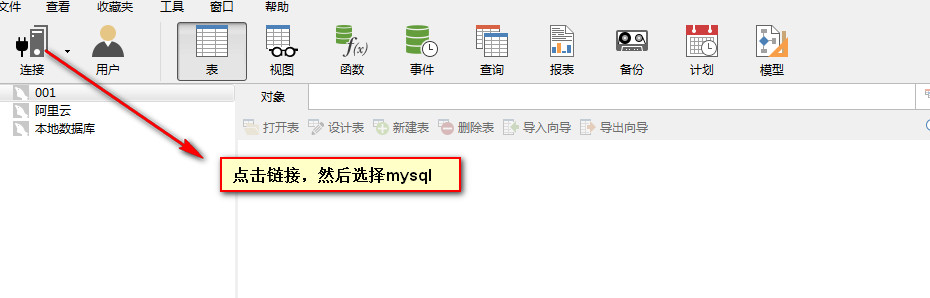 文件 查看 收藏夹 工具 窗口 帮助
连接 用户 表 视图 函数 事件 查询 报表 备份 计划 模型
001
阿里云
本地数据库
对象
打开表 设计表 新建表 删除表 导入向导 导出向导
点击链接，然后选择mysql
f(x)